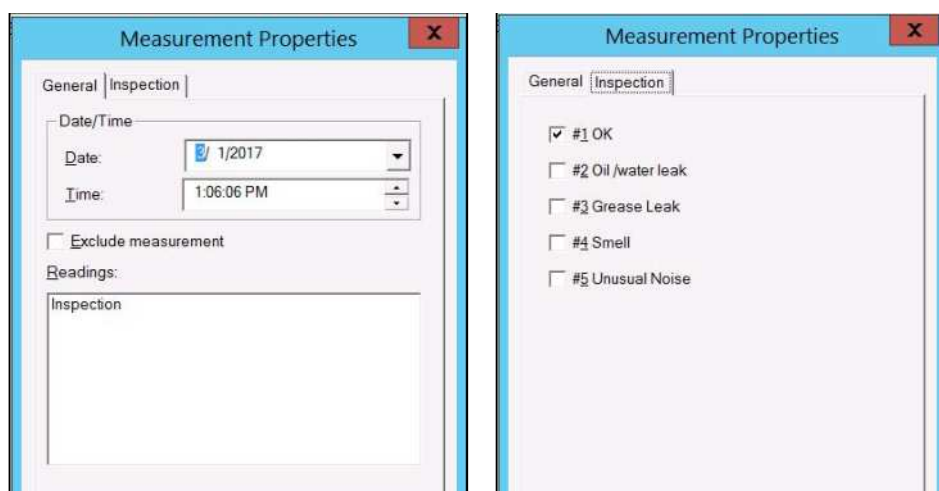 Measurement Properties
X
General
Inspection
Date/Time
Date:
3/ 1/2017
Time:
1:06:06 PM
Exclude measurement
Readings:
Inspection
Measurement Properties
X
General
Inspection
#1 OK
#2 Oil /water leak
#3 Grease Leak
#4 Smell
#5 Unusual Noise